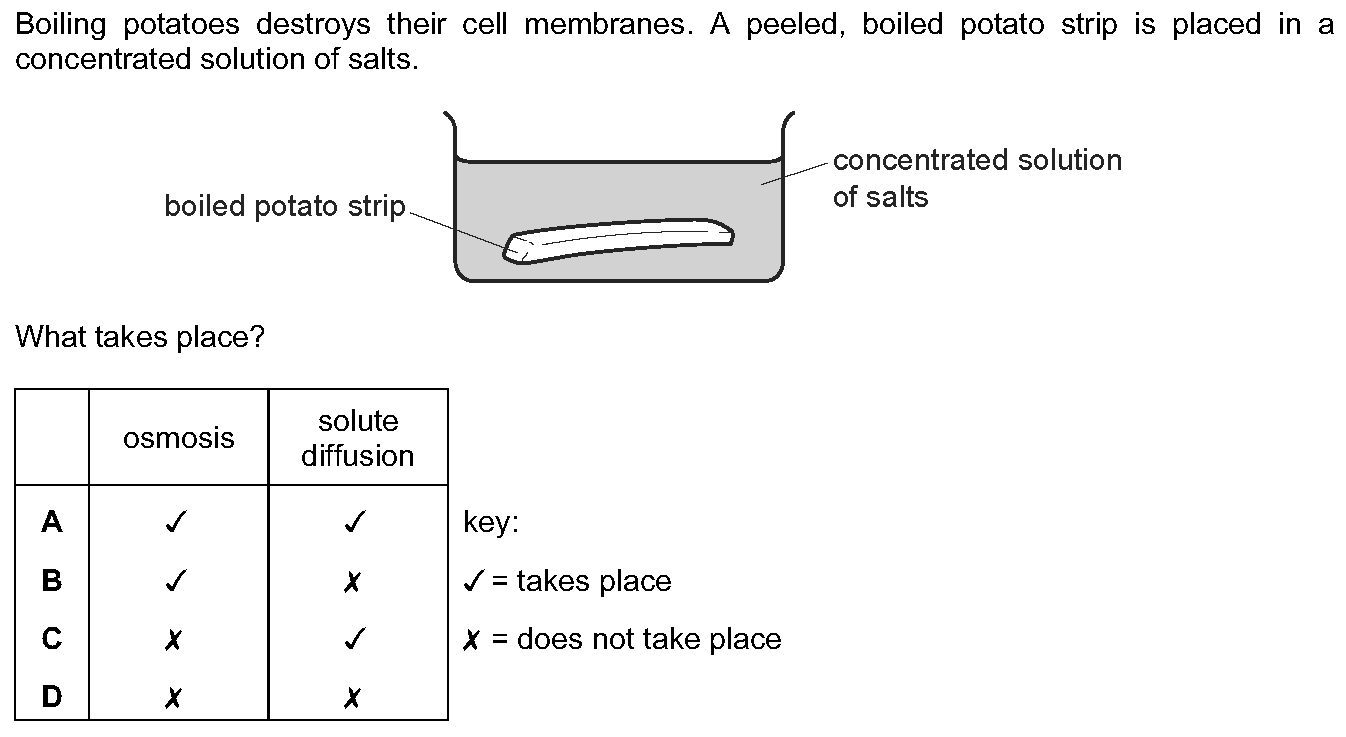 Boiling potatoes destroys their cell membranes. A peeled, boiled potato strip is placed in a
concentrated solution of salts.
concentrated solution
of salts
boiled potato strip
What takes place?
osmosis
solute
diffusion
A ✓ ✓
key:
B ✓ ✗
✓ = takes place
C ✗ ✓
✗ = does not take place
D ✗ ✗